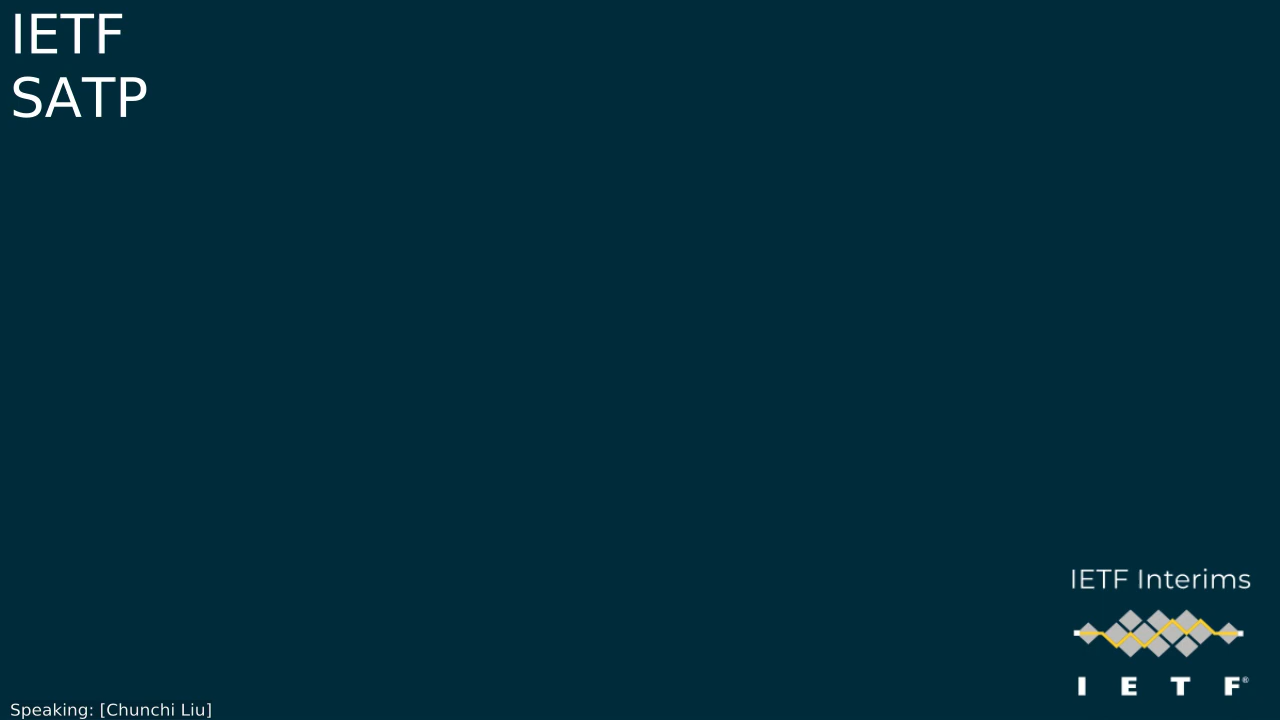 IETF
SATP
IETF Interims
I E T F®
Speaking: [Chunchi Liu]